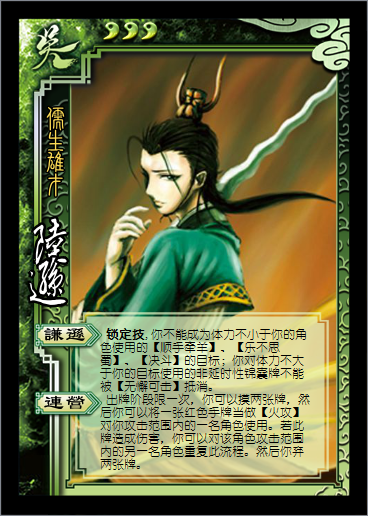 吴
儒生雄才
陸遜
謙遜
锁定技,你不能成为体力不小于你的角
色使用的【顺手牵羊】、【乐不思
蜀】、【决斗】的目标；你对体力不大
于你的目标使用的非延时性锦囊牌不能
被【无懈可击】抵消。
連營
出牌阶段限一次，你可以摸两张牌，然
后你可以将一张红色手牌当做【火攻】
对你攻击范围内的一名角色使用。若此
牌造成伤害，你可以对该角色攻击范围
内的另一名角色重复此流程。然后你弃
两张牌。